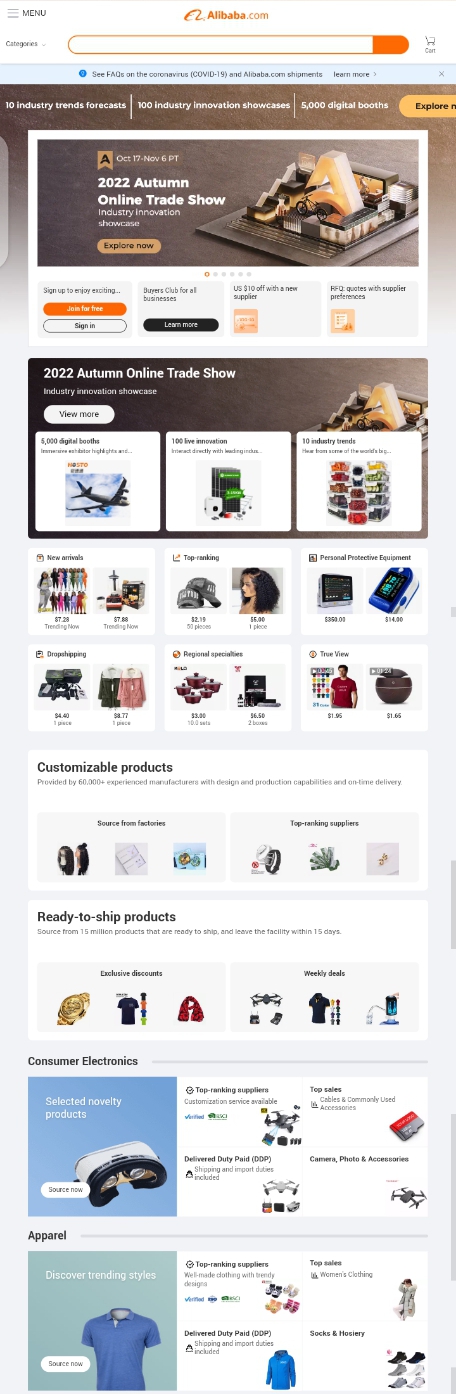 MENU
Alibaba.com
Categories
Cart
See FAQs on the coronavirus (COVID-19) and Alibaba.com shipments learn more
10 industry trends forecasts 100 industry innovation showcases 5,000 digital booths Explore n
A Oct 17-Nov 6 PT
2022 Autumn
Online Trade Show
Industry innovation
showcase
Explore now
Sign up to enjoy exciting...
Join for free
Sign in
Buyers Club for all
businesses
Learn more
US $10 off with a new
supplier
RFQ: quotes with supplier
preferences
2022 Autumn Online Trade Show
Industry innovation showcase
View more
5,000 digital booths
Immersive exhibitor highlights and...
100 live innovation
Interact directly with leading indus...
10 industry trends
Hear from some of the world's big...
New arrivals
$7.28
Trending Now
$7.88
Trending Now
Top-ranking
$2.19
50 pieces
$5.00
1 piece
Personal Protective Equipment
$350.00
$14.00
Dropshipping
$4.40
1 piece
$8.77
1 piece
Regional specialties
$3.00
10.0 sets
$6.50
2 boxes
True View
$1.95
$1.65
Customizable products
Provided by 60,000+ experienced manufacturers with design and production capabilities and on-time delivery.
Source from factories
Top-ranking suppliers
Ready-to-ship products
Source from 15 million products that are ready to ship, and leave the facility within 15 days.
Exclusive discounts
Weekly deals
Consumer Electronics
Selected novelty
products
Source now
Top-ranking suppliers
Customization service available
Verified BSCI
Top sales
Cables & Commonly Used
Accessories
Delivered Duty Paid (DDP)
Shipping and import duties
included
Camera, Photo & Accessories
Apparel
Discover trending styles
Source now
Top-ranking suppliers
Well-made clothing with trendy
designs
Verified BSCI
Top sales
Women's Clothing
Delivered Duty Paid (DDP)
Shipping and import duties
included
Socks & Hosiery